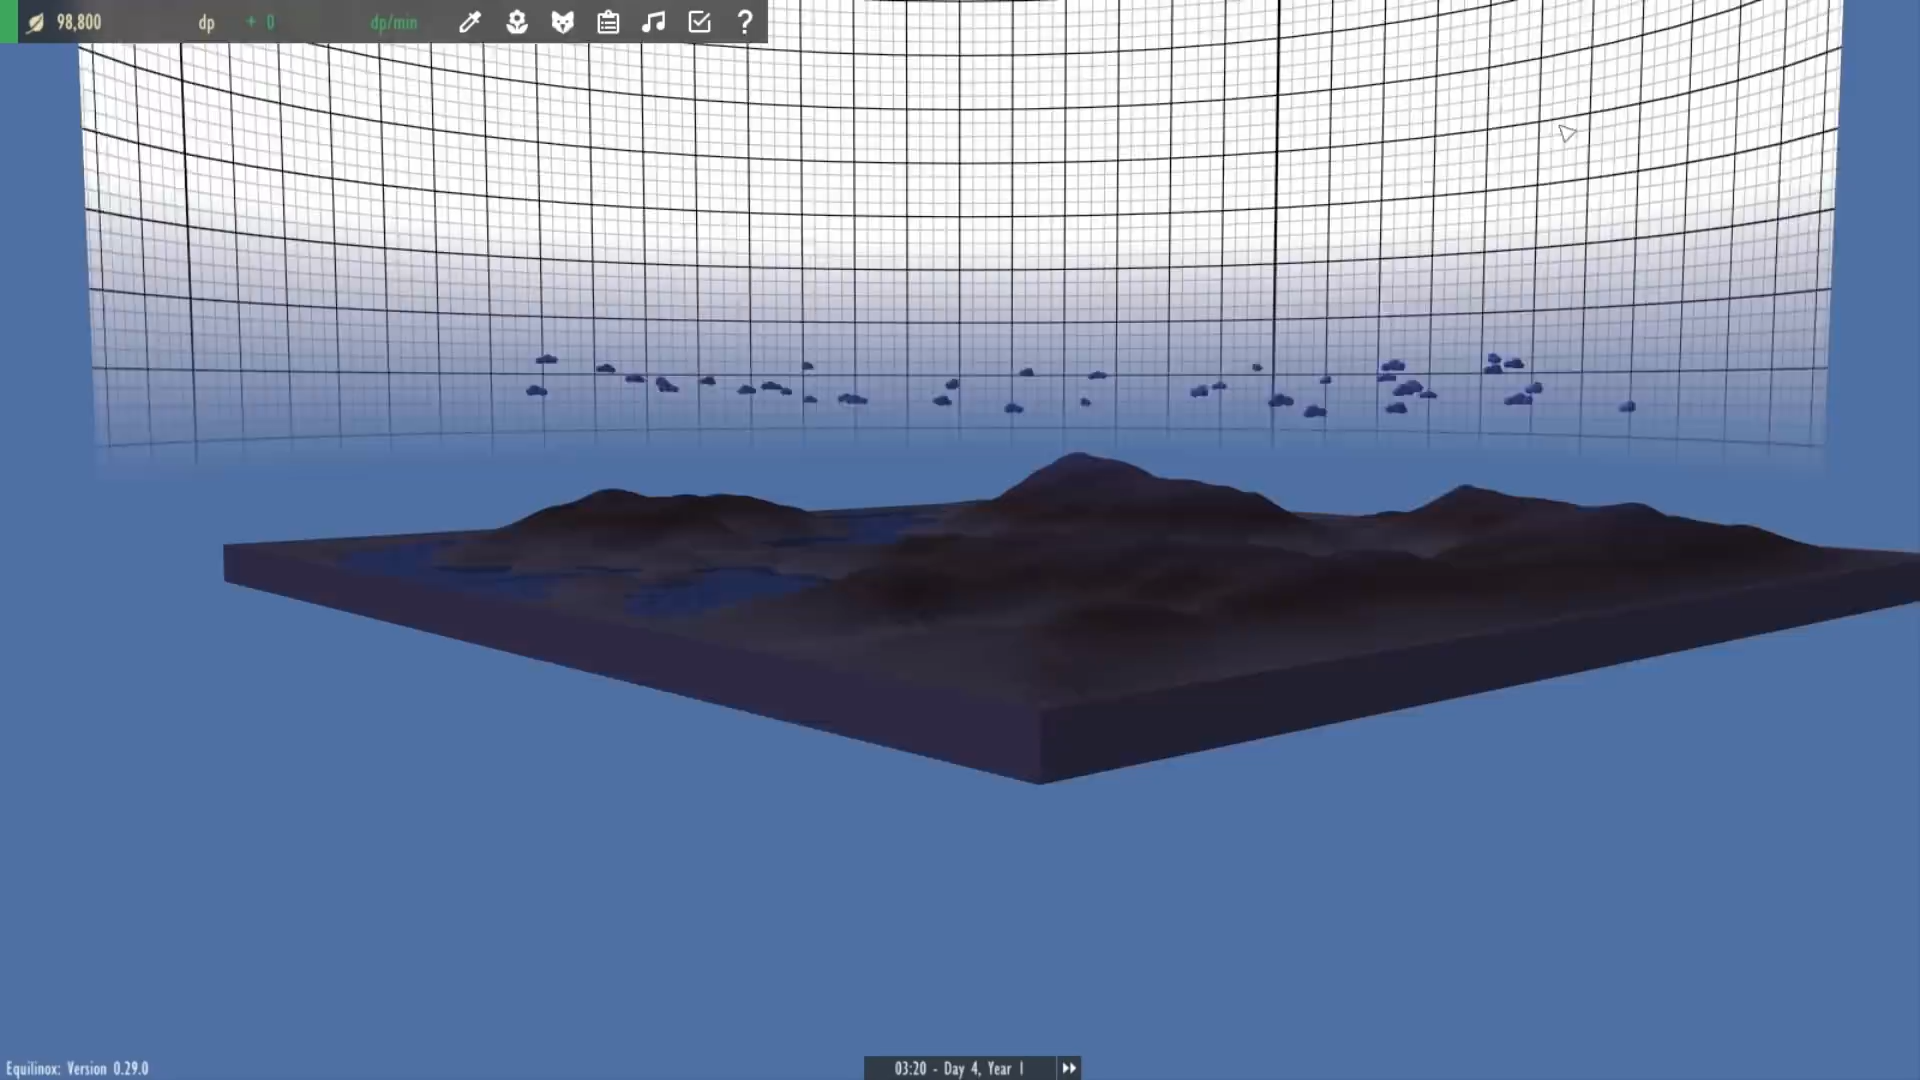 98,800 dp + 0 dp/min ?
Equilinox: Version 0.29.0
03:20 - Day 4, Year 1